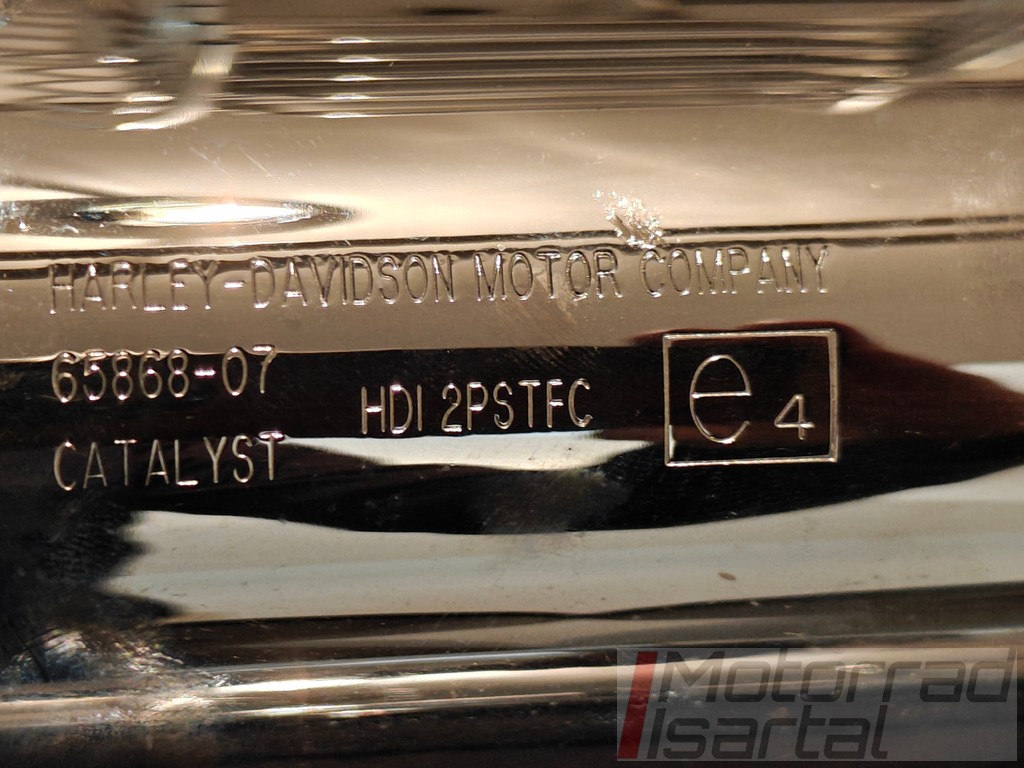 HARLEY-DAVIDSON MOTOR COMPANY
65868-07
HDI 2PSTFC
e4
CATALYST
Motorrad
Isartal